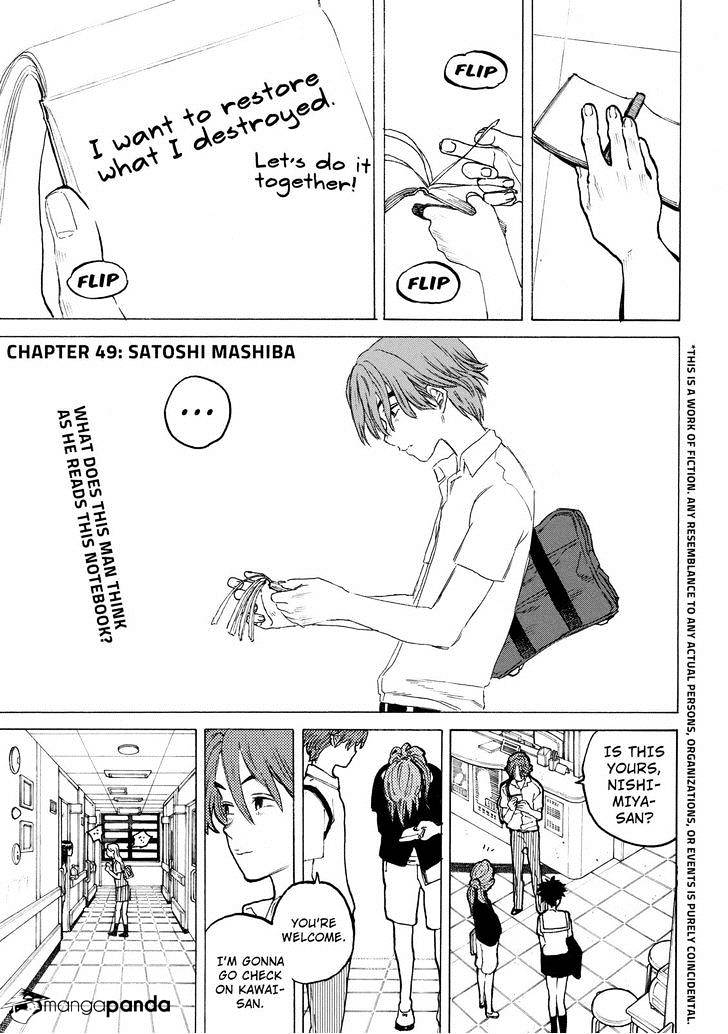 FLIP
FLIP
I want to restore
what I destroyed.
Let's do it
together!
FLIP
CHAPTER 49: SATOSHI MASHIBA
...
WHAT DOES THIS MAN THINK
AS HE READS THIS NOTEBOOK?
*THIS IS A WORK OF FICTION. ANY RESEMBLANCE TO ANY ACTUAL PERSONS, ORGANIZATIONS, OR EVENTS IS PURELY COINCIDENTAL.
IS THIS
YOURS,
NISHI-
MIYA-
SAN?
YOU'RE
WELCOME.
I'M GONNA
GO CHECK
ON KAWAI-
SAN.
mangapanda